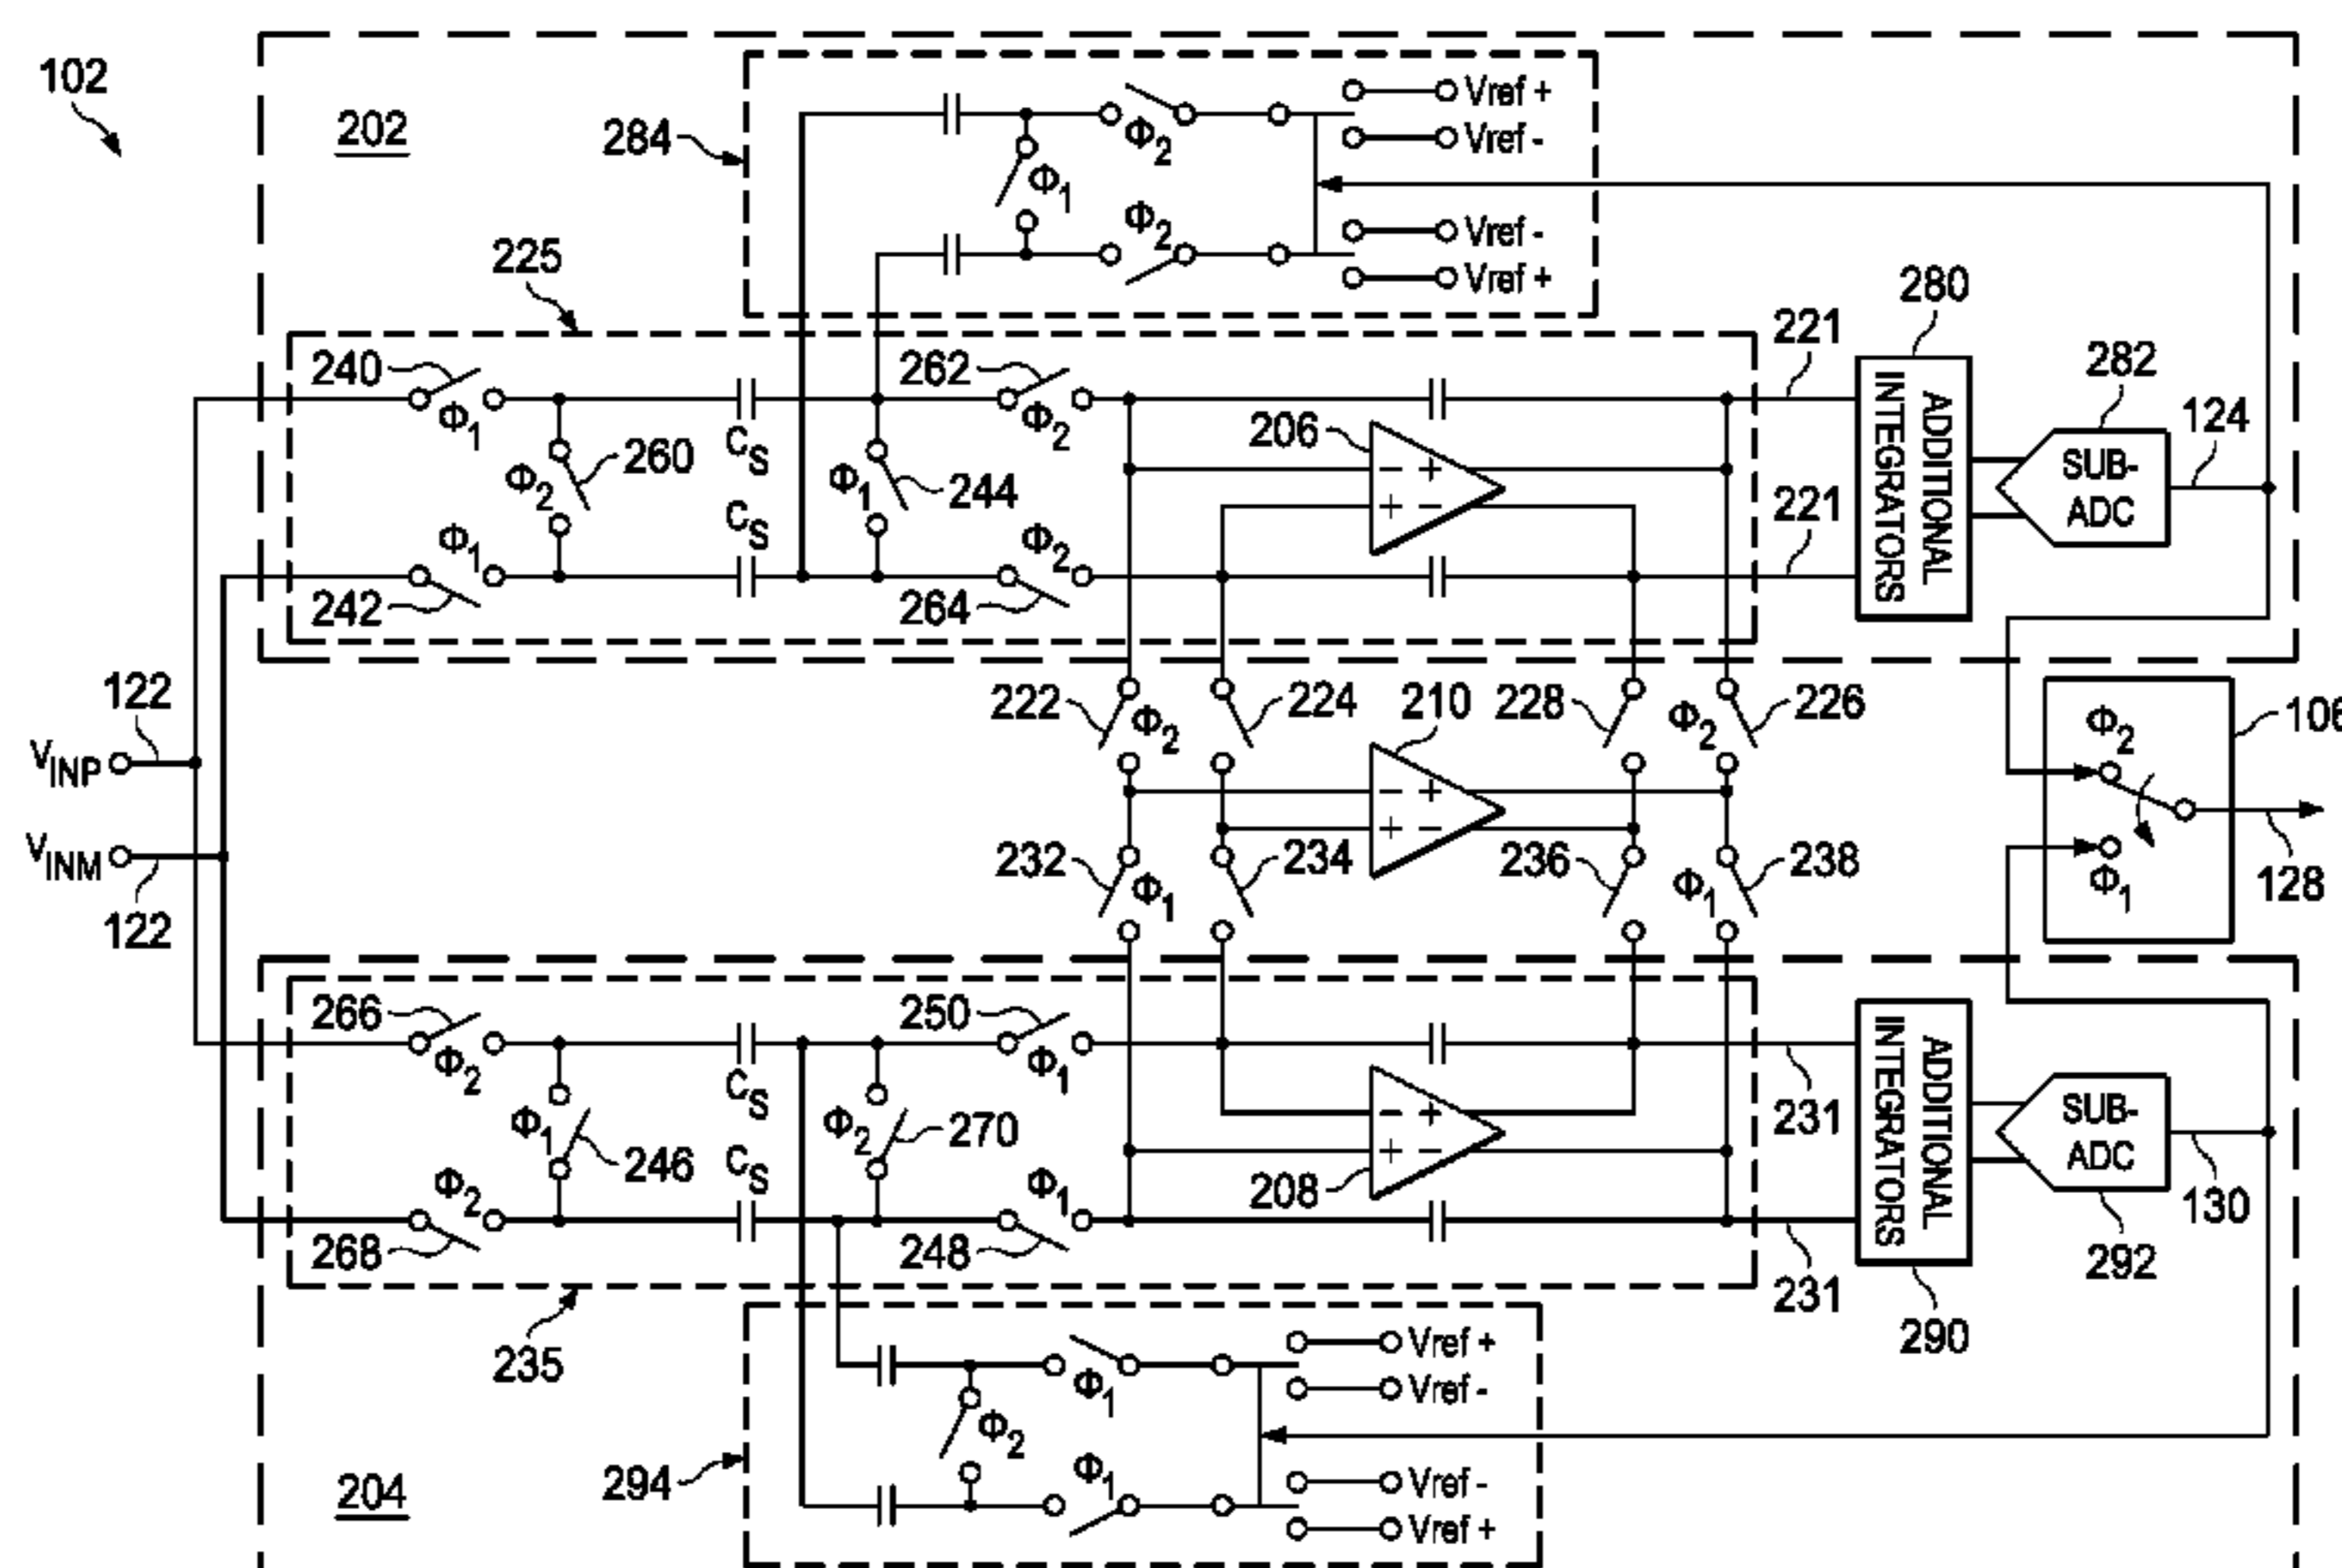 102
202
284
Φ2
Vref +
Vref -
Φ1
Φ2
Vref -
Vref +
225
280
221
282
240
262
Φ1
Φ2
206
124
CS
260
Φ2
Φ1
244
- +
+ -
ADDITIONAL INTEGRATORS
SUB-ADC
CS
221
Φ1
Φ2
242
264
122
222
Φ2
224
210
228
Φ2
226
Φ2
106
VINP
- +
+ -
VINM
232
Φ1
234
236
Φ1
238
Φ1
128
122
266
250
Φ2
Φ1
CS
Φ1
246
Φ2
270
- +
+ -
231
ADDITIONAL INTEGRATORS
SUB-ADC
CS
Φ2
Φ1
208
130
268
248
292
231
235
290
Vref +
Φ1
Vref -
Φ2
294
Φ1
Vref -
204
Vref +